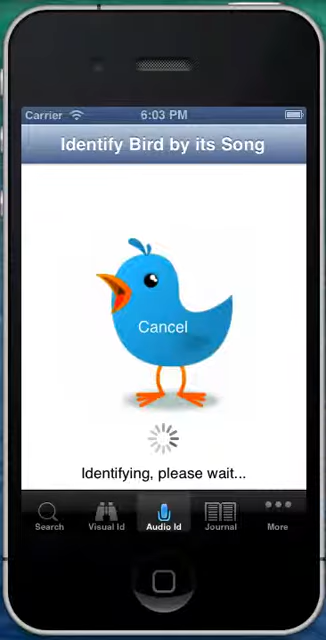 Carrier 6:03 PM
Identify Bird by its Song
Cancel
Identifying, please wait...
Search Visual Id Audio Id Journal More